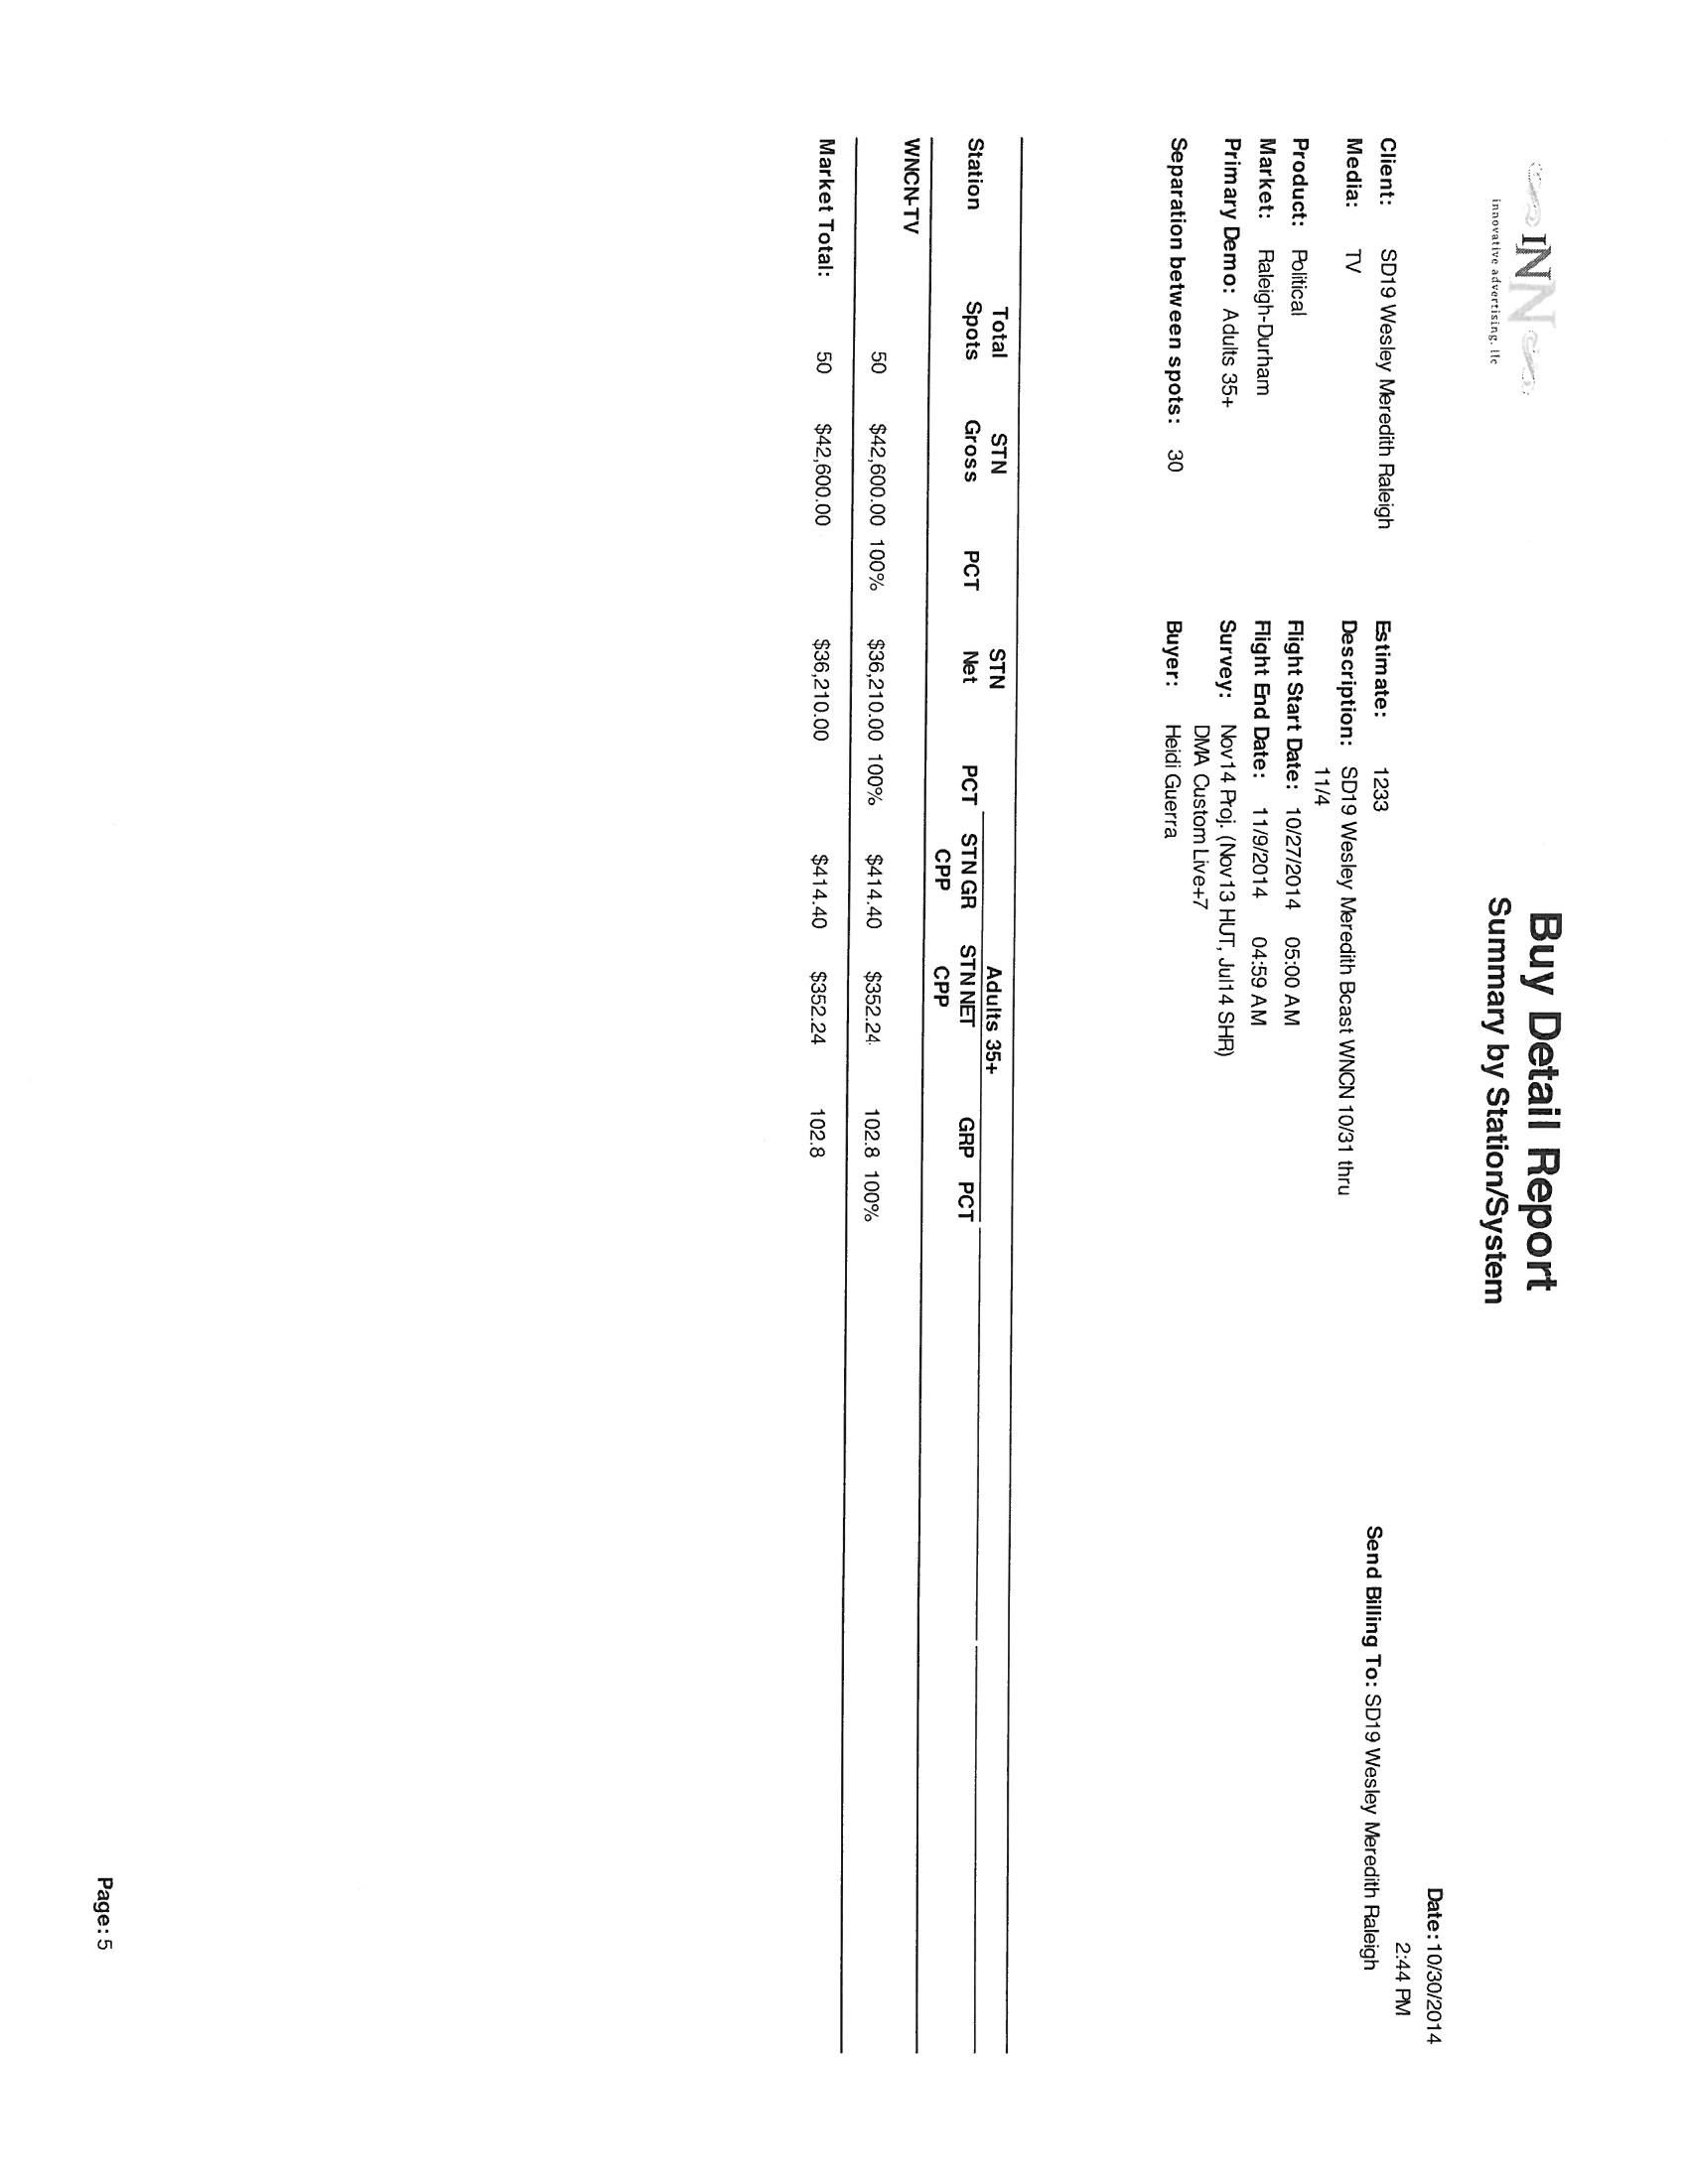 INN
innovative advertising, llc
Buy Detail Report
Summary by Station/System
Date: 10/30/2014
2:44 PM
Client: SD19 Wesley Meredith Raleigh
Media: TV
Product: Political
Market: Raleigh-Durham
Primary Demo: Adults 35+
Separation between spots: 30
Estimate: 1233
Description: SD19 Wesley Meredith Bcast WNCN 10/31 thru
11/4
Flight Start Date: 10/27/2014 05:00 AM
Flight End Date: 11/9/2014 04:59 AM
Survey: Nov14 Proj. (Nov13 HUT, Jul14 SHR)
DMA Custom Live+7
Buyer: Heidi Guerra
Send Billing To: SD19 Wesley Meredith Raleigh
Total STN STN Adults 35+
Station Spots Gross PCT Net PCT STN GR STN NET GRP PCT
CPP CPP
WNCN-TV
50 $42,600.00 100% $36,210.00 100% $414.40 $352.24 102.8 100%
Market Total: 50 $42,600.00 $36,210.00 $414.40 $352.24 102.8
Page: 5